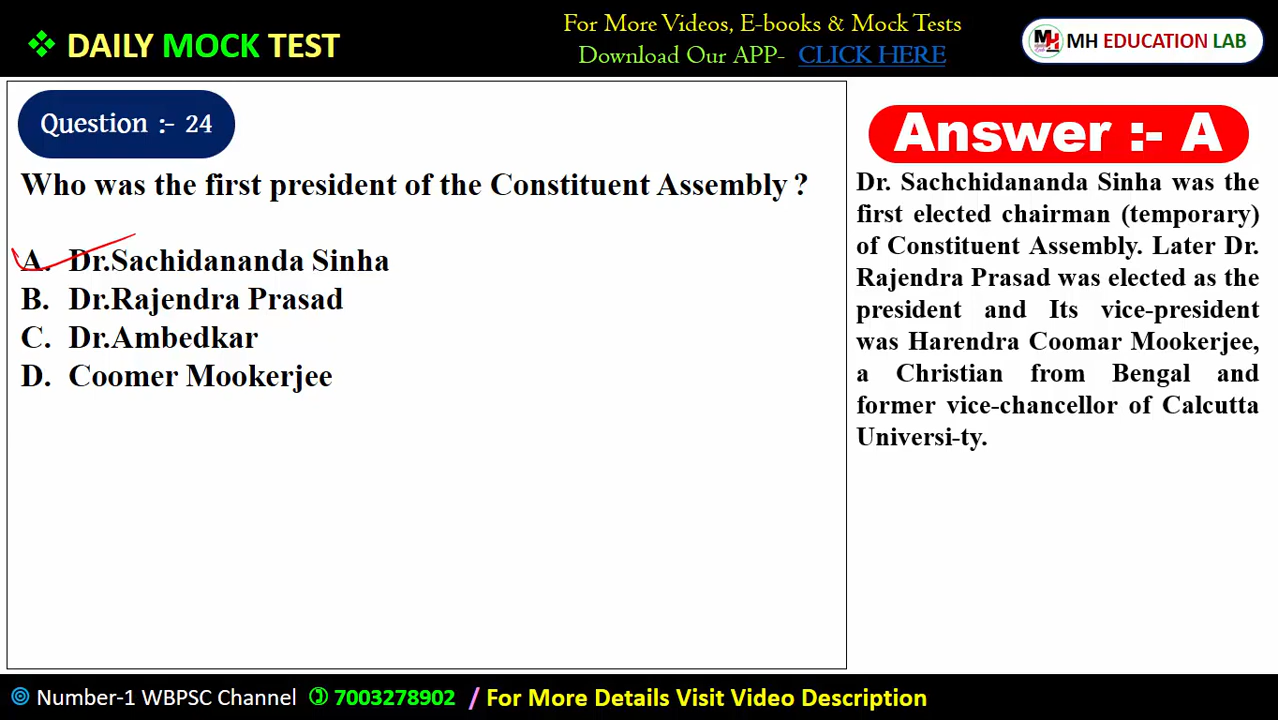 DAILY MOCK TEST
For More Videos, E-books & Mock Tests
Download Our APP- CLICK HERE
MH EDUCATION LAB
Question :- 24
Who was the first president of the Constituent Assembly ?
A. Dr.Sachidananda Sinha
B. Dr.Rajendra Prasad
C. Dr.Ambedkar
D. Coomer Mookerjee
Answer :- A
Dr. Sachchidananda Sinha was the
first elected chairman (temporary)
of Constituent Assembly. Later Dr.
Rajendra Prasad was elected as the
president and Its vice-president
was Harendra Coomar Mookerjee,
a Christian from Bengal and
former vice-chancellor of Calcutta
Universi-ty.
Number-1 WBPSC Channel 7003278902 / For More Details Visit Video Description